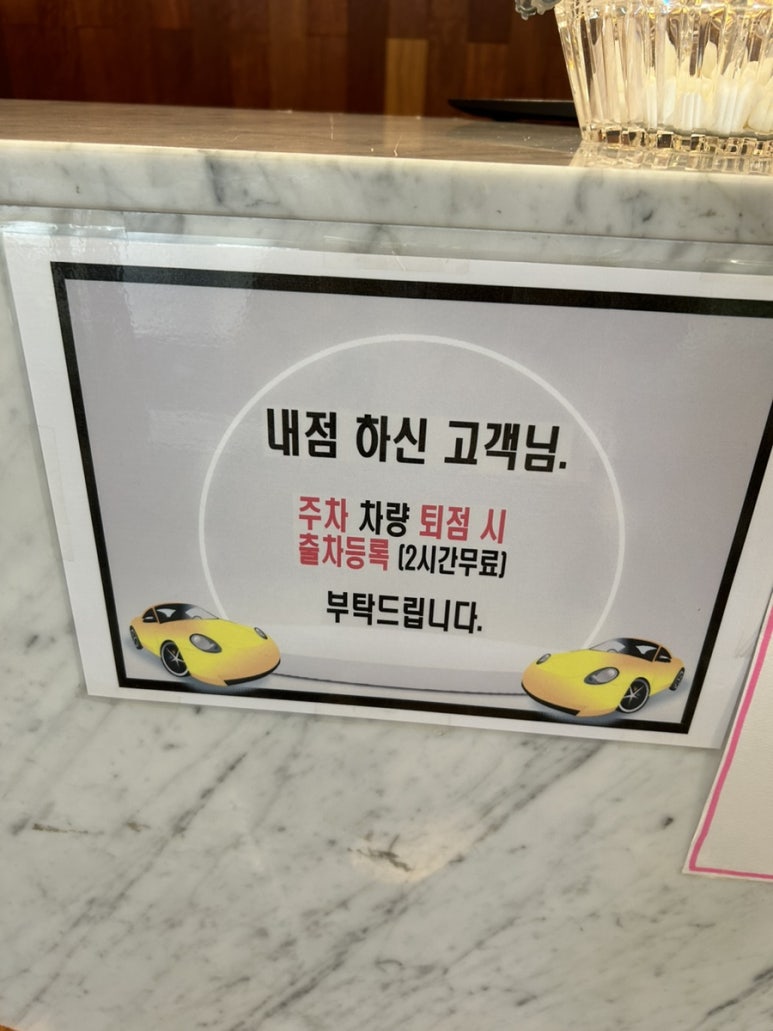 내점 하신 고객님.
주차 차량 퇴점 시
출차등록 (2시간무료)
부탁드립니다.